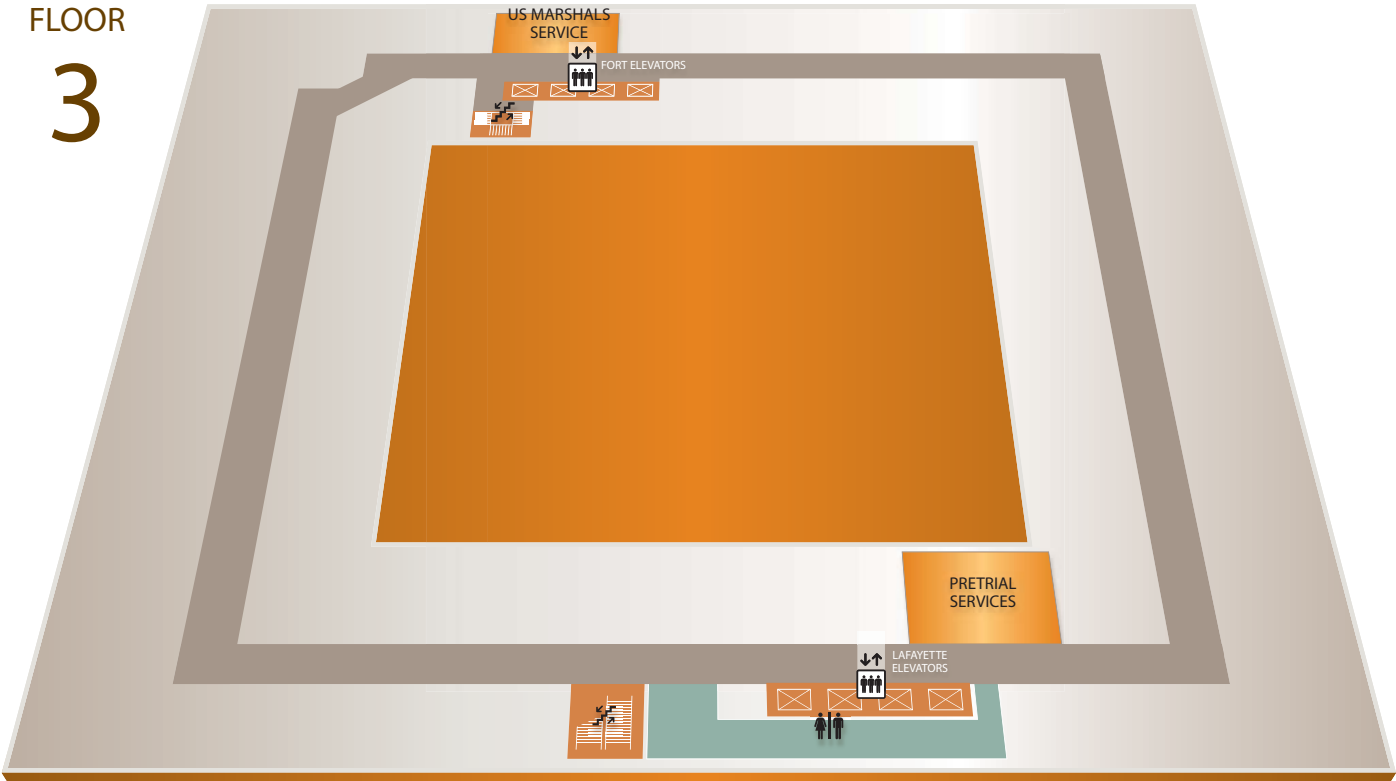 FLOOR
3
US MARSHALS
SERVICE
FORT ELEVATORS
PRETRIAL
SERVICES
LAFAYETTE
ELEVATORS